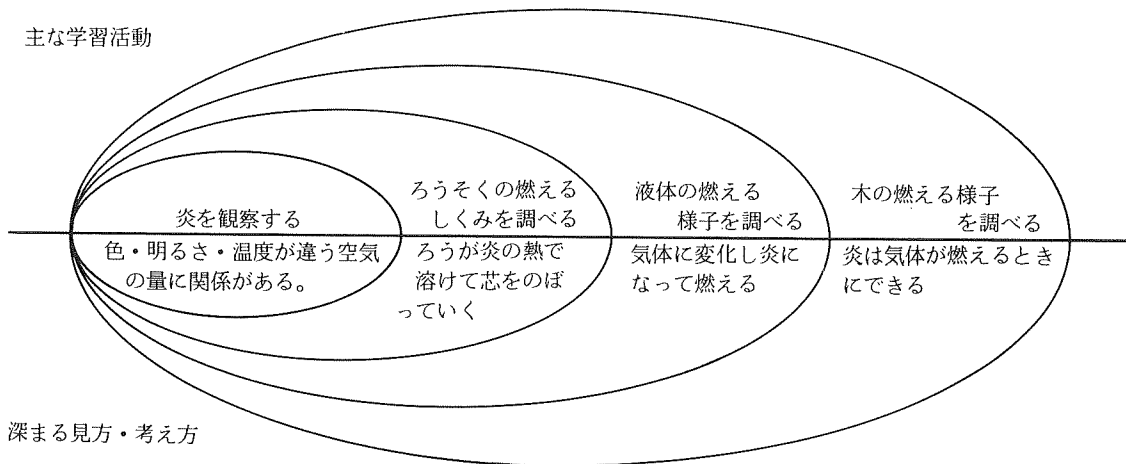 主な学習活動
炎を観察する
色・明るさ・温度が違う空気
の量に関係がある。
ろうそくの燃える
しくみを調べる
ろうが炎の熱で
溶けて芯をのぼ
っていく
液体の燃える
様子を調べる
気体に変化し炎に
なって燃える
木の燃える様子
を調べる
炎は気体が燃えるとき
にできる
深まる見方・考え方